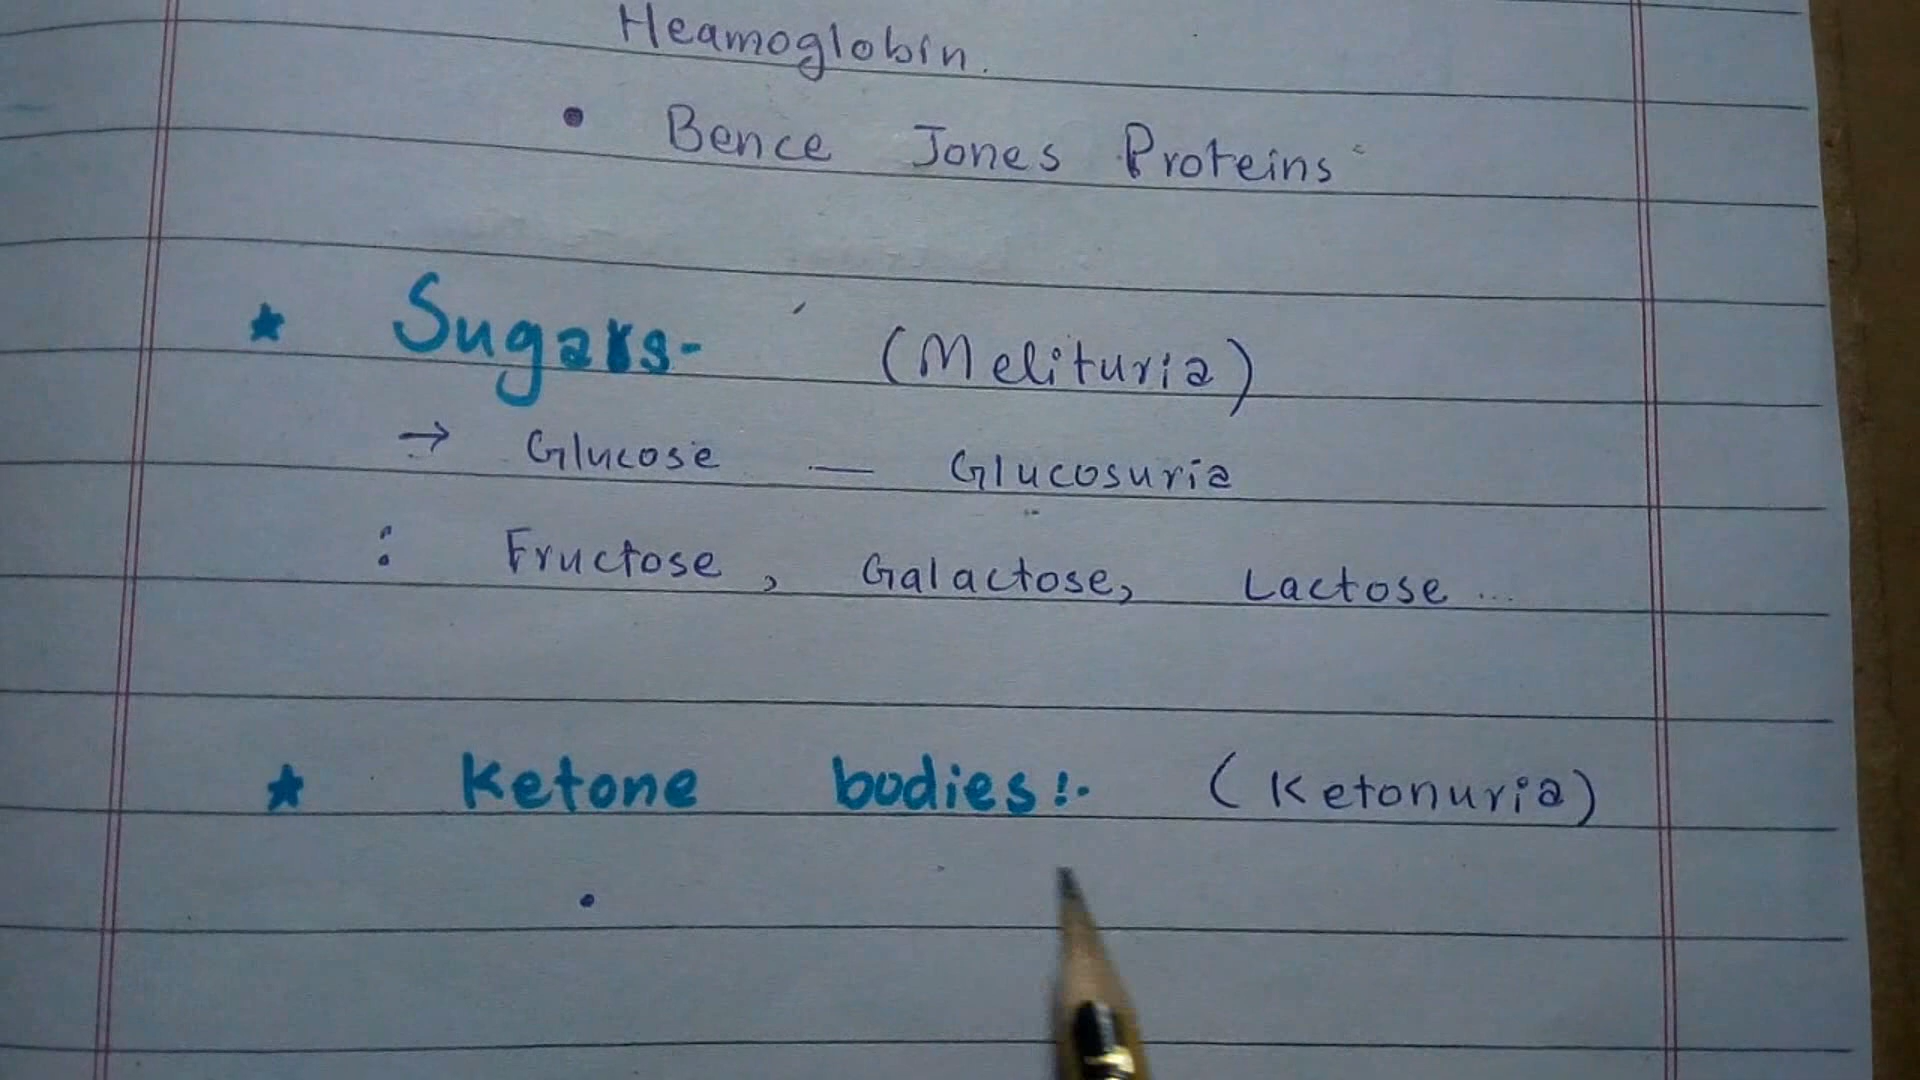 Heamoglobin.
• Bence Jones Proteins
★ Sugars- (Melituria)
→ Glucose — Glucosuria
: Fructose, Galactose, Lactose ...
★ Ketone bodies:- (Ketonuria)
•